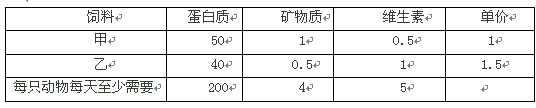 饲料 蛋白质 矿物质 维生素 单价
甲 50 1 0.5 1
乙 40 0.5 1 1.5
每只动物每天至少需要 200 4 5